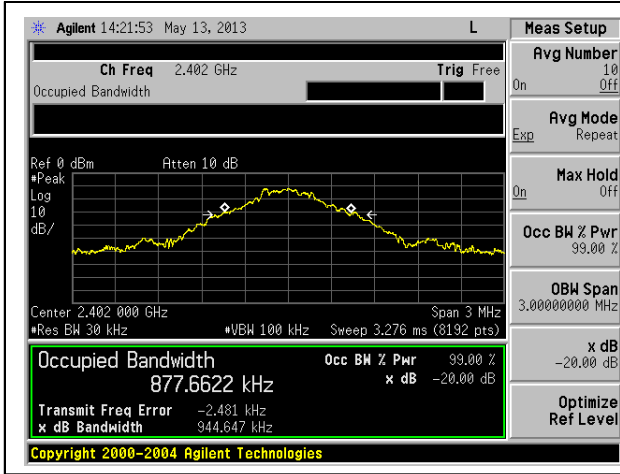 Agilent 14:21:53 May 13, 2013 L
Ch Freq 2.402 GHz Trig Free
Occupied Bandwidth
Ref 0 dBm Atten 10 dB
#Peak
Log
10
dB/
Center 2.402 000 GHz Span 3 MHz
#Res BW 30 kHz #VBW 100 kHz Sweep 3.276 ms (8192 pts)
Occupied Bandwidth Occ BW % Pwr 99.00 %
877.6622 kHz x dB -20.00 dB
Transmit Freq Error -2.481 kHz
x dB Bandwidth 944.647 kHz
Copyright 2000-2004 Agilent Technologies
Meas Setup
Avg Number
10
On Off
Avg Mode
Exp Repeat
Max Hold
On Off
Occ BW % Pwr
99.00 %
OBW Span
3.00000000 MHz
x dB
-20.00 dB
Optimize
Ref Level